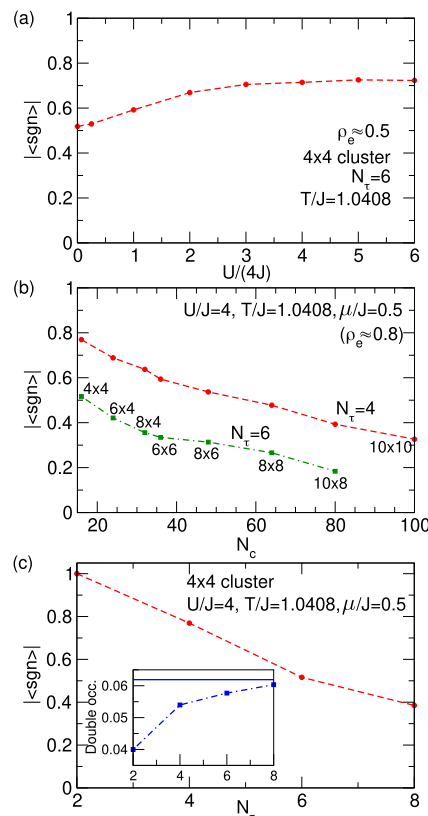 (a)
1
0.8
0.6
0.4
0.2
0
|<sgn>|
ρe≈0.5
4x4 cluster
Nτ=6
T/J=1.0408
0 1 2 3 4 5 6
U/(4J)
(b)
1
0.8
0.6
0.4
0.2
0
|<sgn>|
U/J=4, T/J=1.0408, μ/J=0.5
(ρe≈0.8)
Nτ=4
Nτ=6
4x4
6x4
8x4
6x6
8x6
8x8
10x8
10x10
20 40 60 80 100
Nc
(c)
1
0.8
0.6
0.4
0.2
0
|<sgn>|
4x4 cluster
U/J=4, T/J=1.0408, μ/J=0.5
Double occ.
0.06
0.05
0.04
2 4 6 8
2 4 6 8